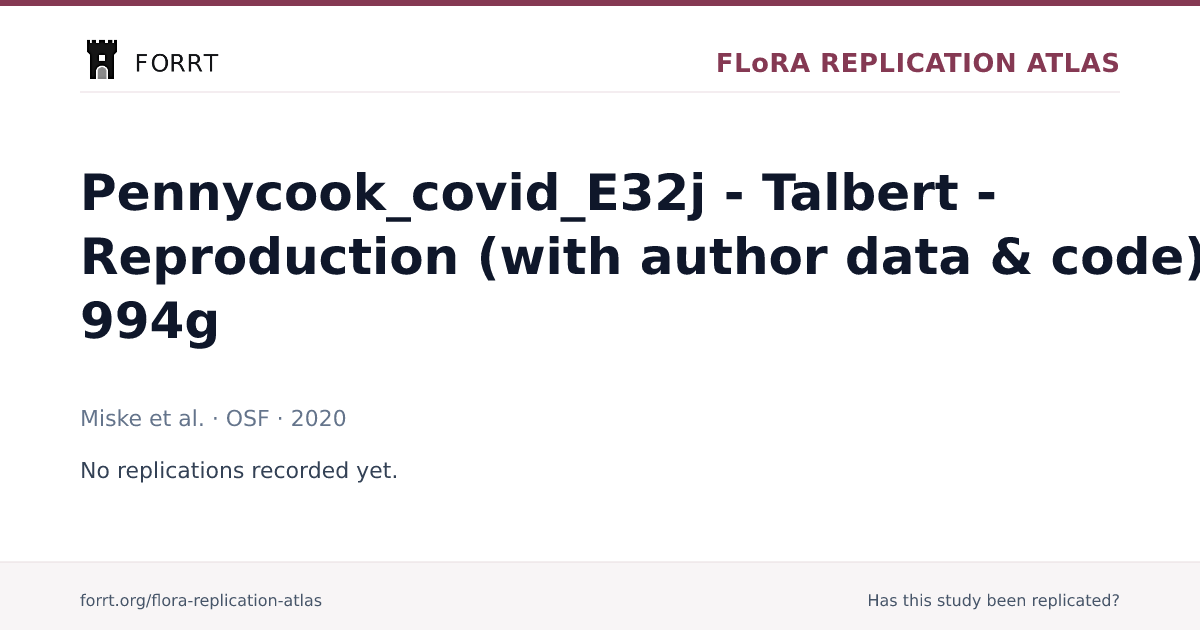 FORRT
FLoRA REPLICATION ATLAS
Pennycook_covid_E32j - Talbert -
Reproduction (with author data & code)
994g
Miske et al. · OSF · 2020
No replications recorded yet.
forrt.org/flora-replication-atlas
Has this study been replicated?